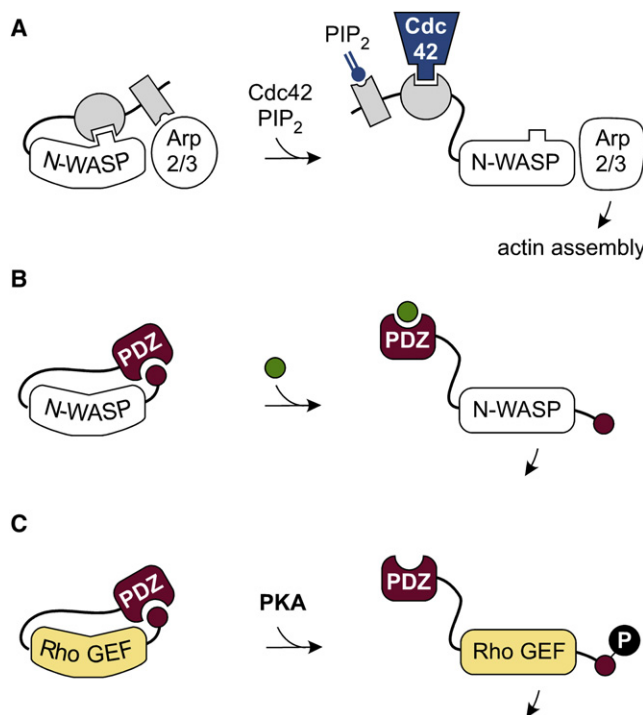 A
N-WASP
Arp
2/3
Cdc42
PIP2
PIP2
Cdc
42
N-WASP
Arp
2/3
actin assembly
B
PDZ
N-WASP
PDZ
N-WASP
C
PDZ
Rho GEF
PKA
PDZ
Rho GEF
P